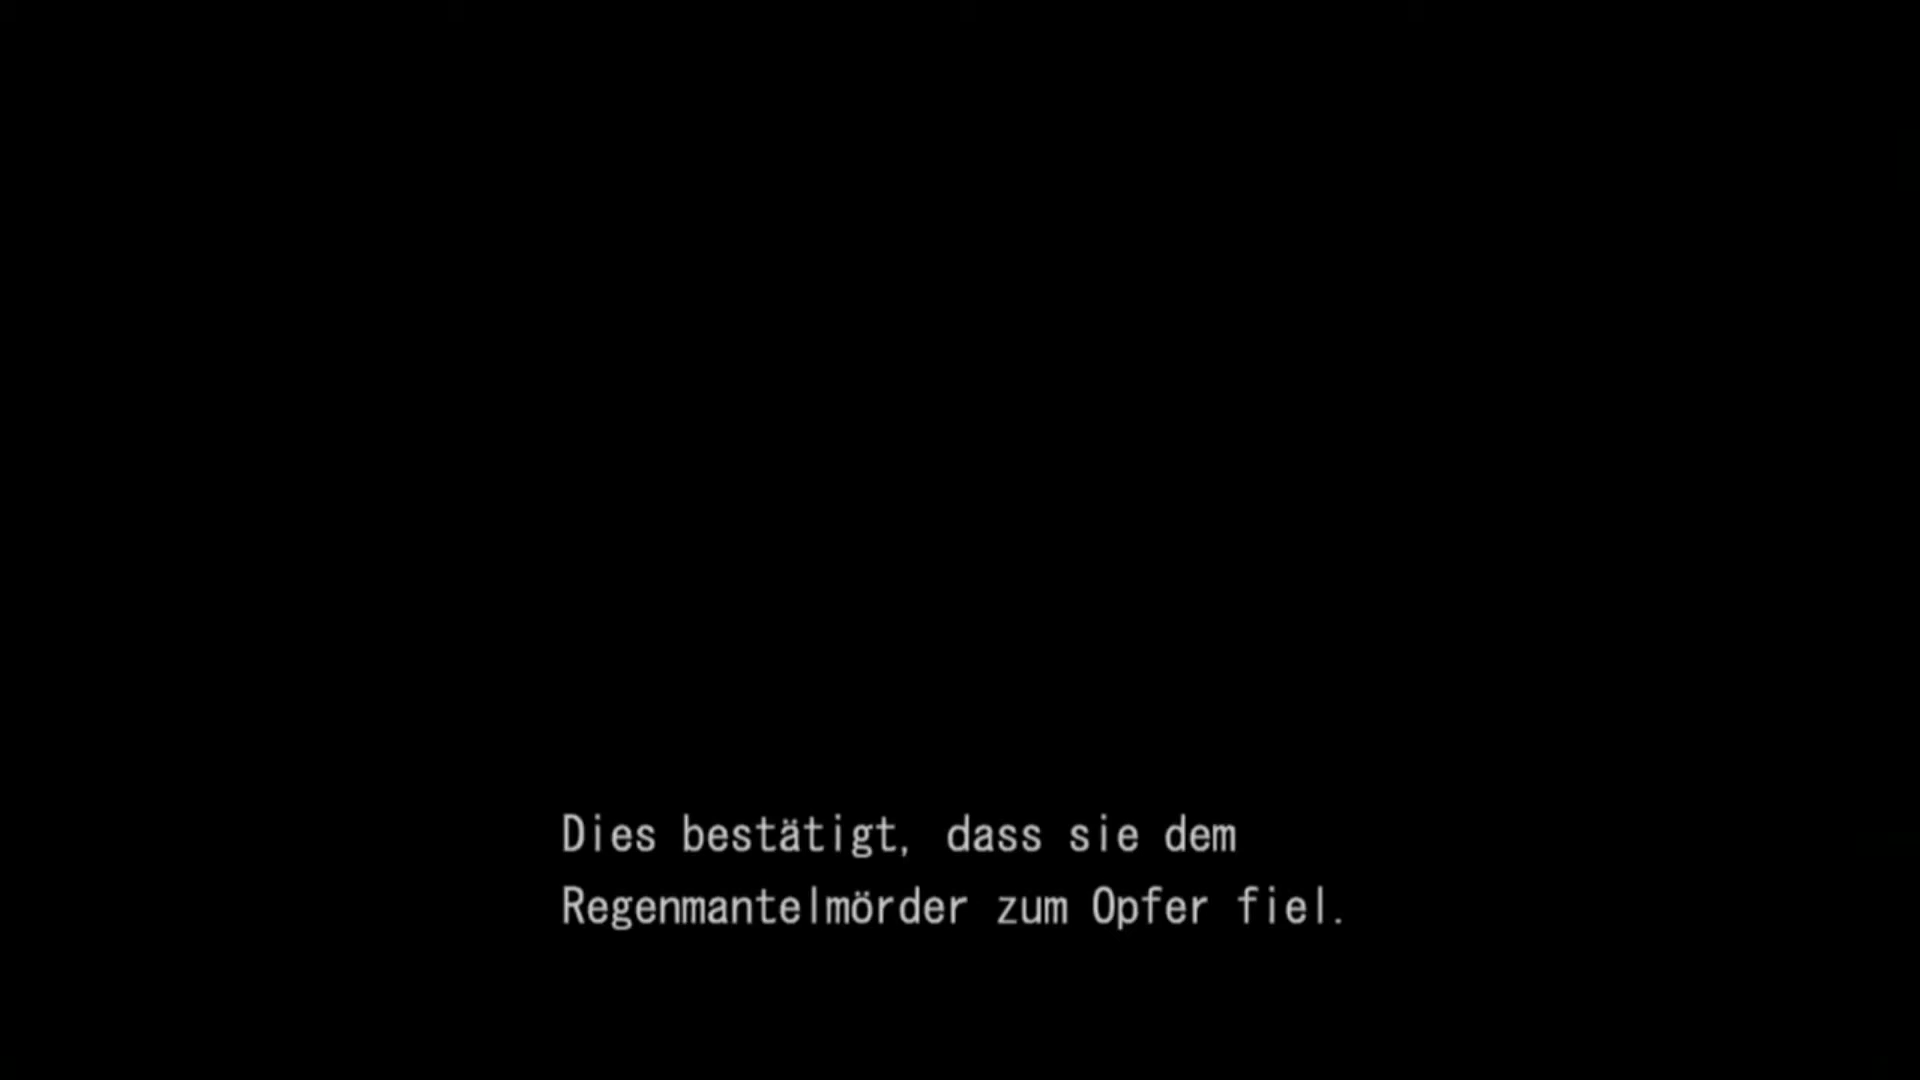 Dies bestätigt, dass sie dem
Regenmantelmörder zum Opfer fiel.